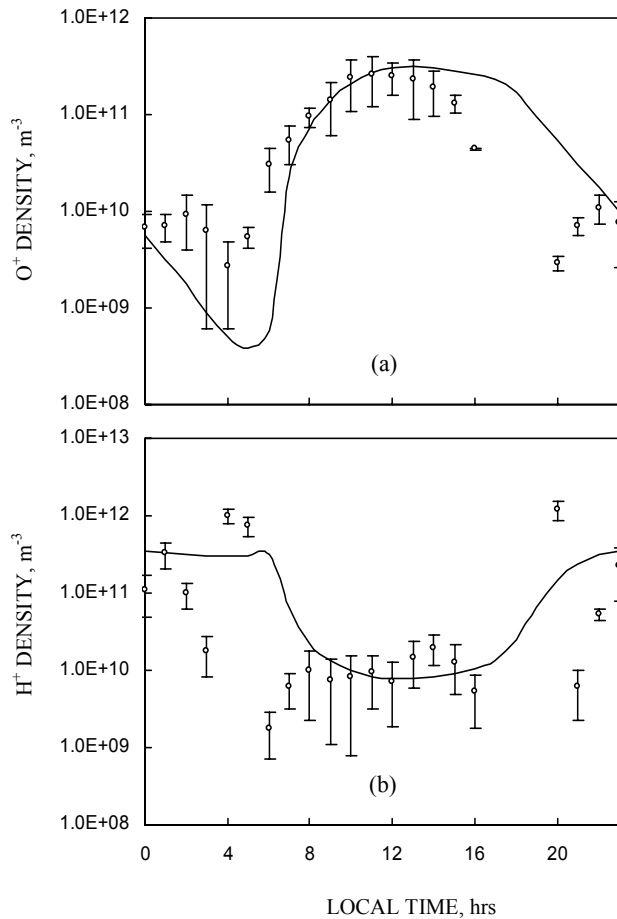 1.0E+12
1.0E+11
1.0E+10
1.0E+09
1.0E+08
O⁺ DENSITY, m⁻³
(a)
1.0E+13
1.0E+12
1.0E+11
1.0E+10
1.0E+09
1.0E+08
H⁺ DENSITY, m⁻³
(b)
0 4 8 12 16 20
LOCAL TIME, hrs